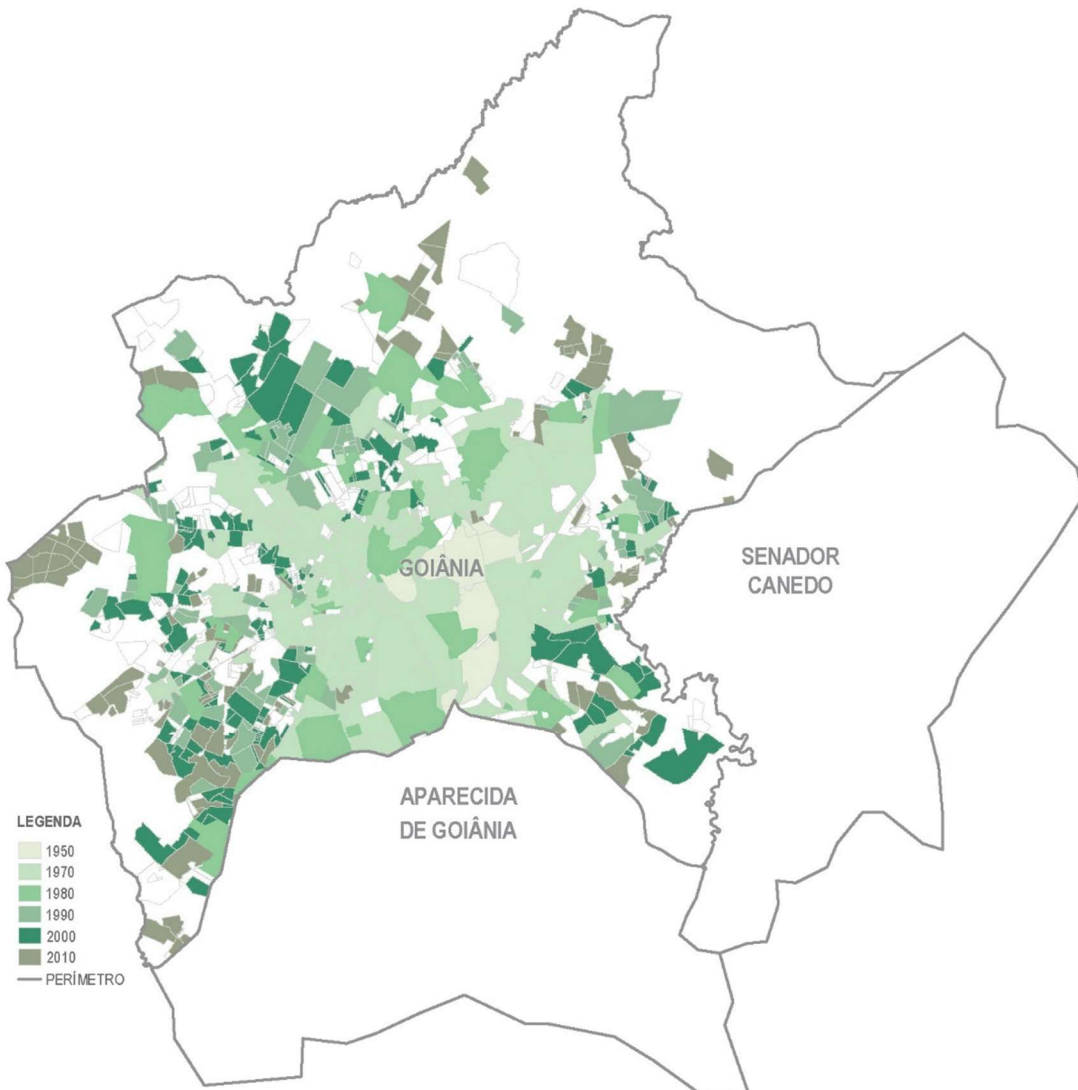 GOIÂNIA
SENADOR
CANEDO
APARECIDA
DE GOIÂNIA
LEGENDA
1950
1970
1980
1990
2000
2010
PERÍMETRO